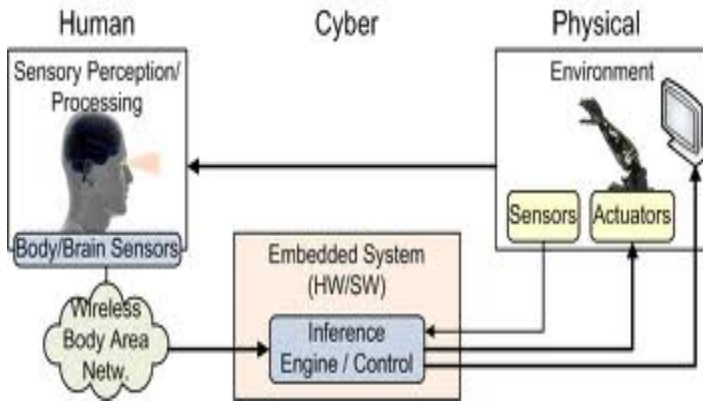 Human
Cyber
Physical
Sensory Perception/
Processing
Environment
Sensors
Actuators
Body/Brain Sensors
Embedded System
(HW/SW)
Wireless
Body Area
Netw.
Inference
Engine / Control